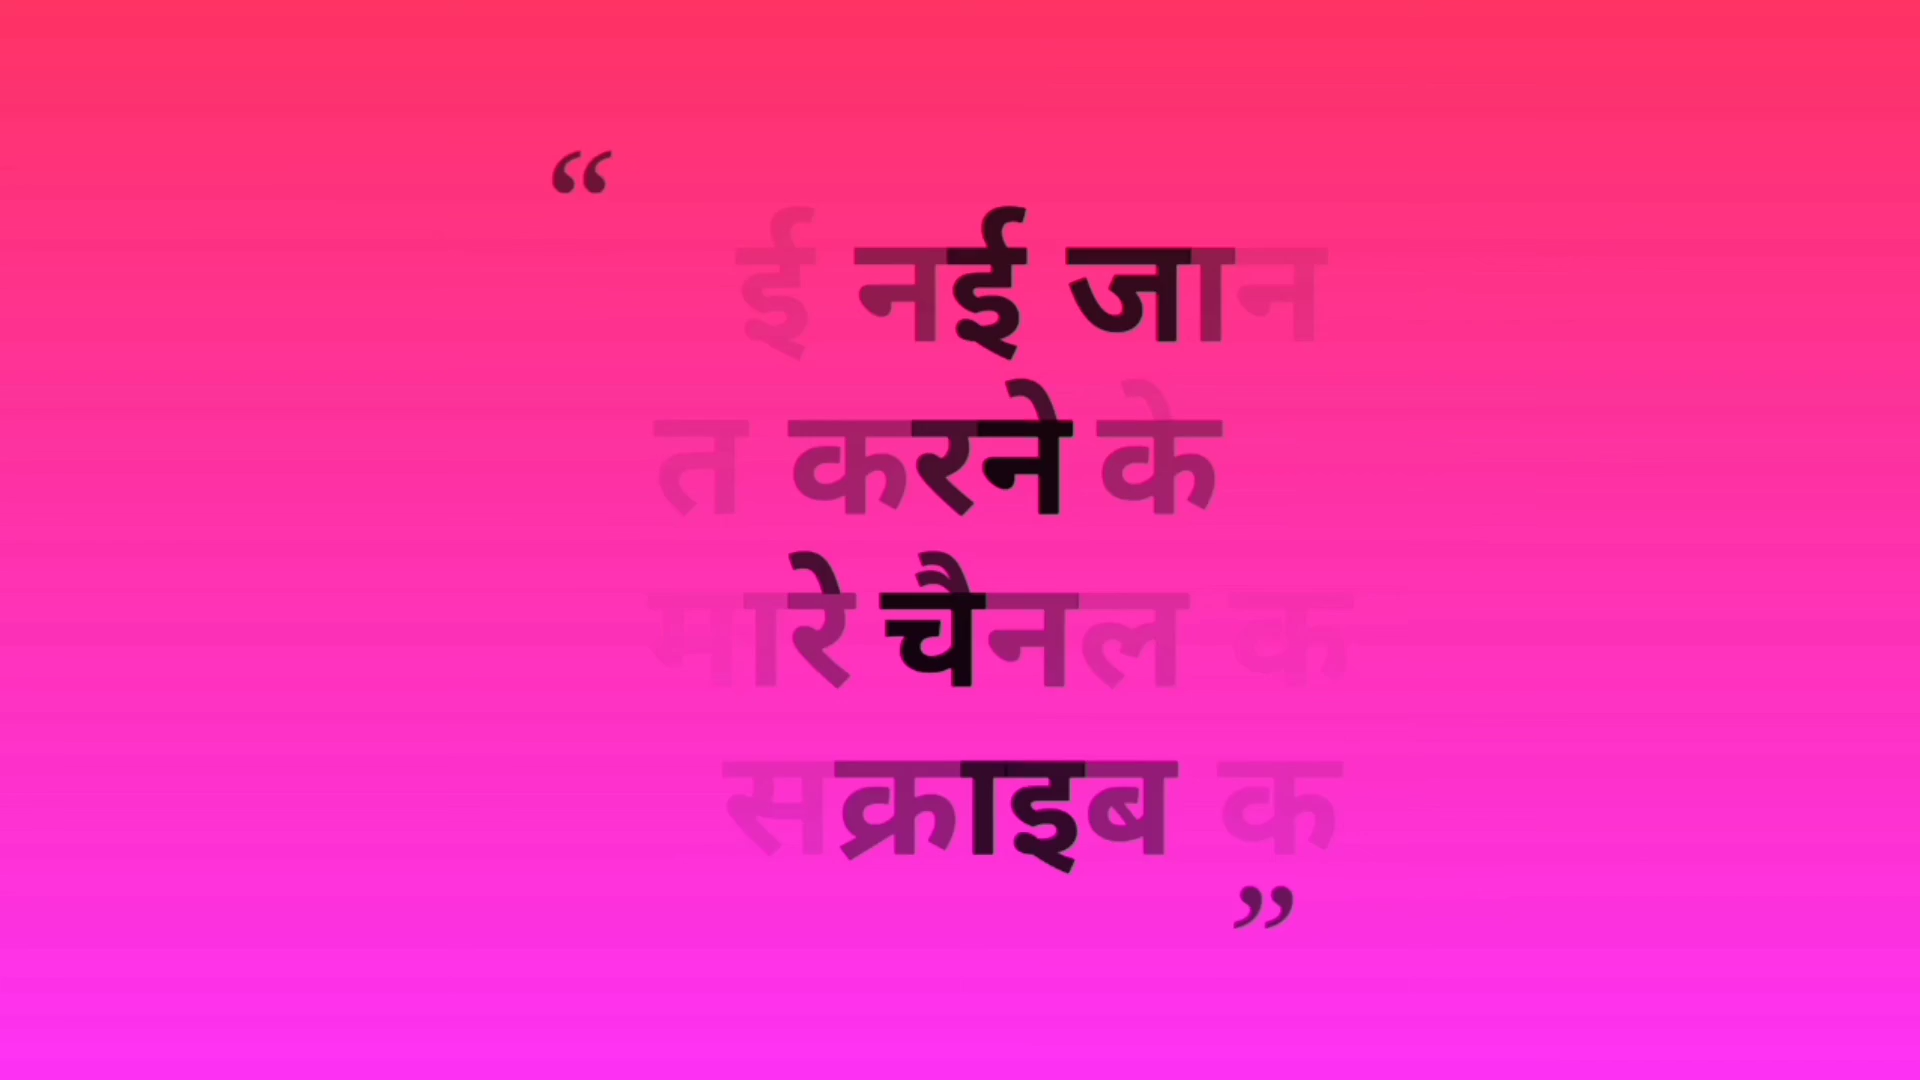 “
ई नई जान
त करने के
मारे चैनल क
सक्राइब क
”